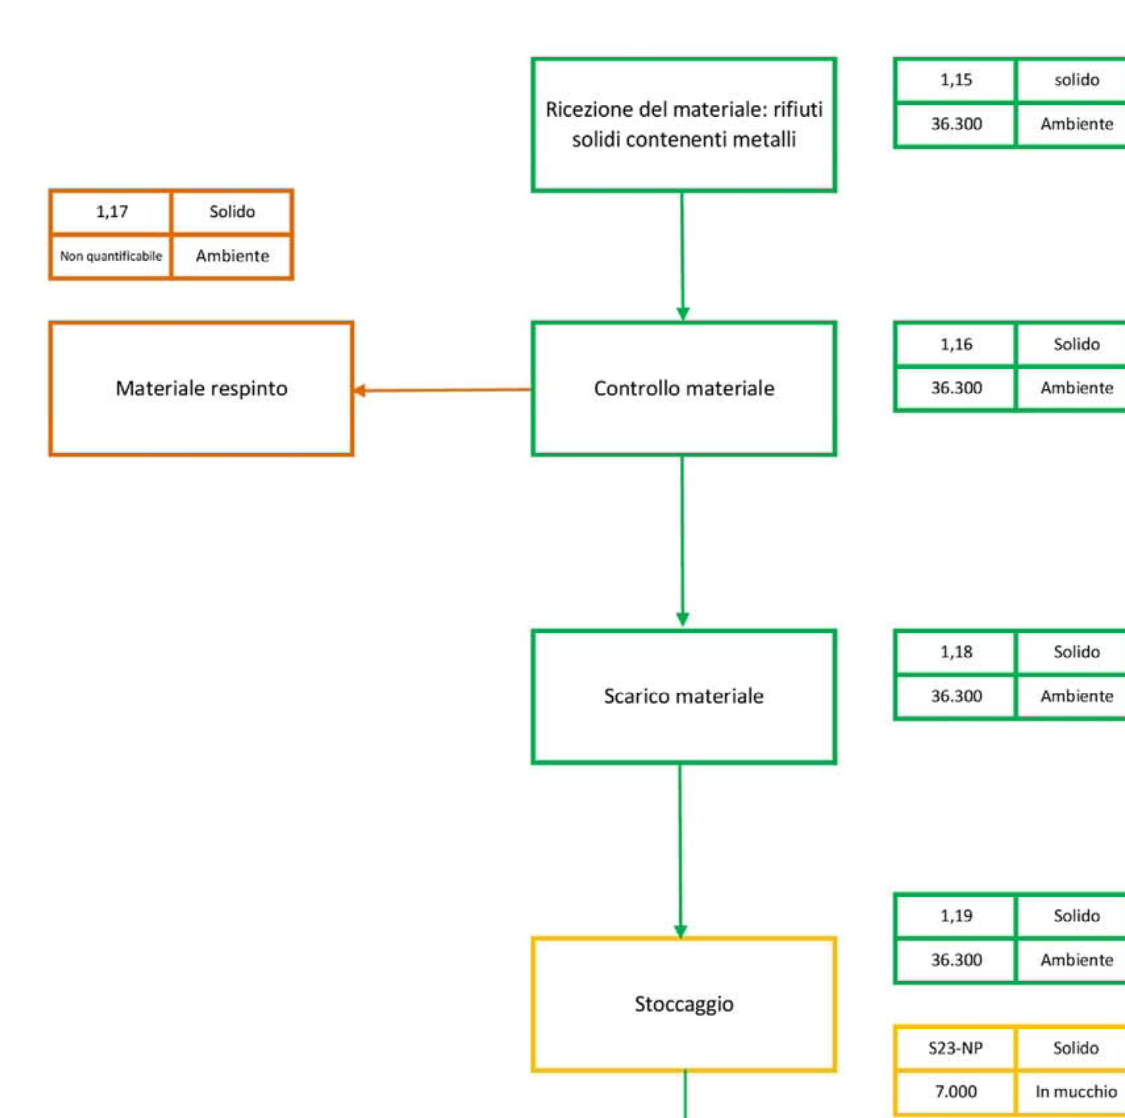 Ricezione del materiale: rifiuti
solidi contenenti metalli
1,15 solido
36.300 Ambiente
1,17 Solido
Non quantificabile Ambiente
Materiale respinto
Controllo materiale
1,16 Solido
36.300 Ambiente
Scarico materiale
1,18 Solido
36.300 Ambiente
Stoccaggio
1,19 Solido
36.300 Ambiente
S23-NP Solido
7.000 In mucchio